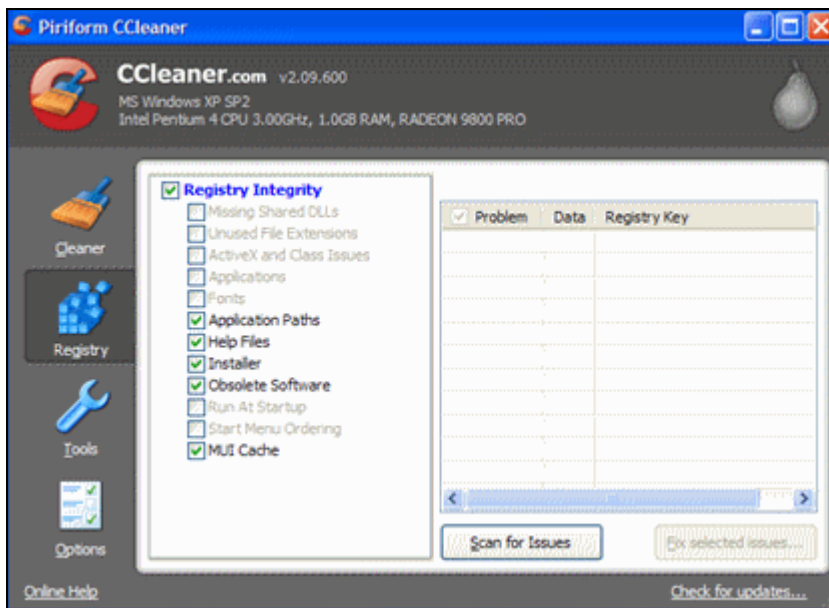 Piriform CCleaner
CCleaner.com v2.09.600
MS Windows XP SP2
Intel Pentium 4 CPU 3.00GHz, 1.0GB RAM, RADEON 9800 PRO
Cleaner
Registry
Tools
Options
Registry Integrity
Missing Shared DLLs
Unused File Extensions
ActiveX and Class Issues
Applications
Fonts
Application Paths
Help Files
Installer
Obsolete Software
Run At Startup
Start Menu Ordering
MUI Cache
Problem Data Registry Key
Scan for Issues
Fix selected issues...
Online Help
Check for updates...